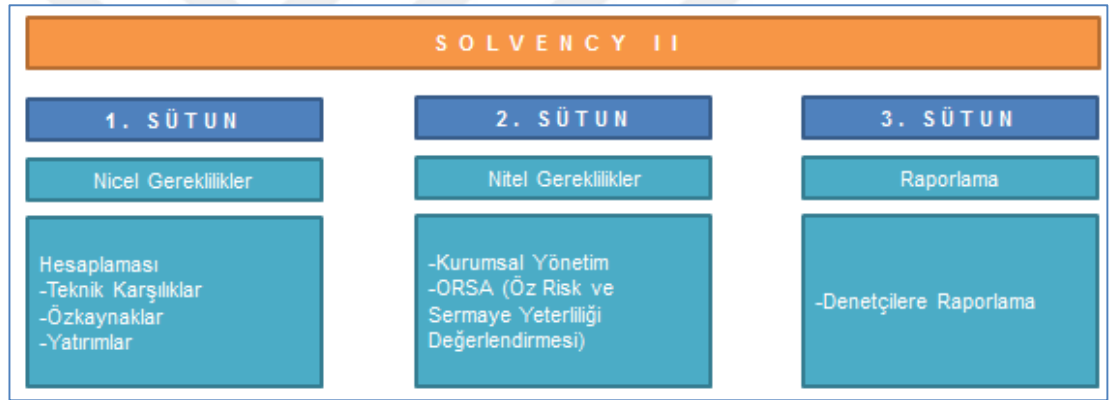 SOLVENCY II
1. SÜTUN
2. SÜTUN
3. SÜTUN
Nicel Gereklilikler
Nitel Gereklilikler
Raporlama
Hesaplaması
-Teknik Karşılıklar
-Özkaynaklar
-Yatırımlar
-Kurumsal Yönetim
-ORSA (Öz Risk ve
Sermaye Yeterliliği
Değerlendirmesi)
-Denetçilere Raporlama